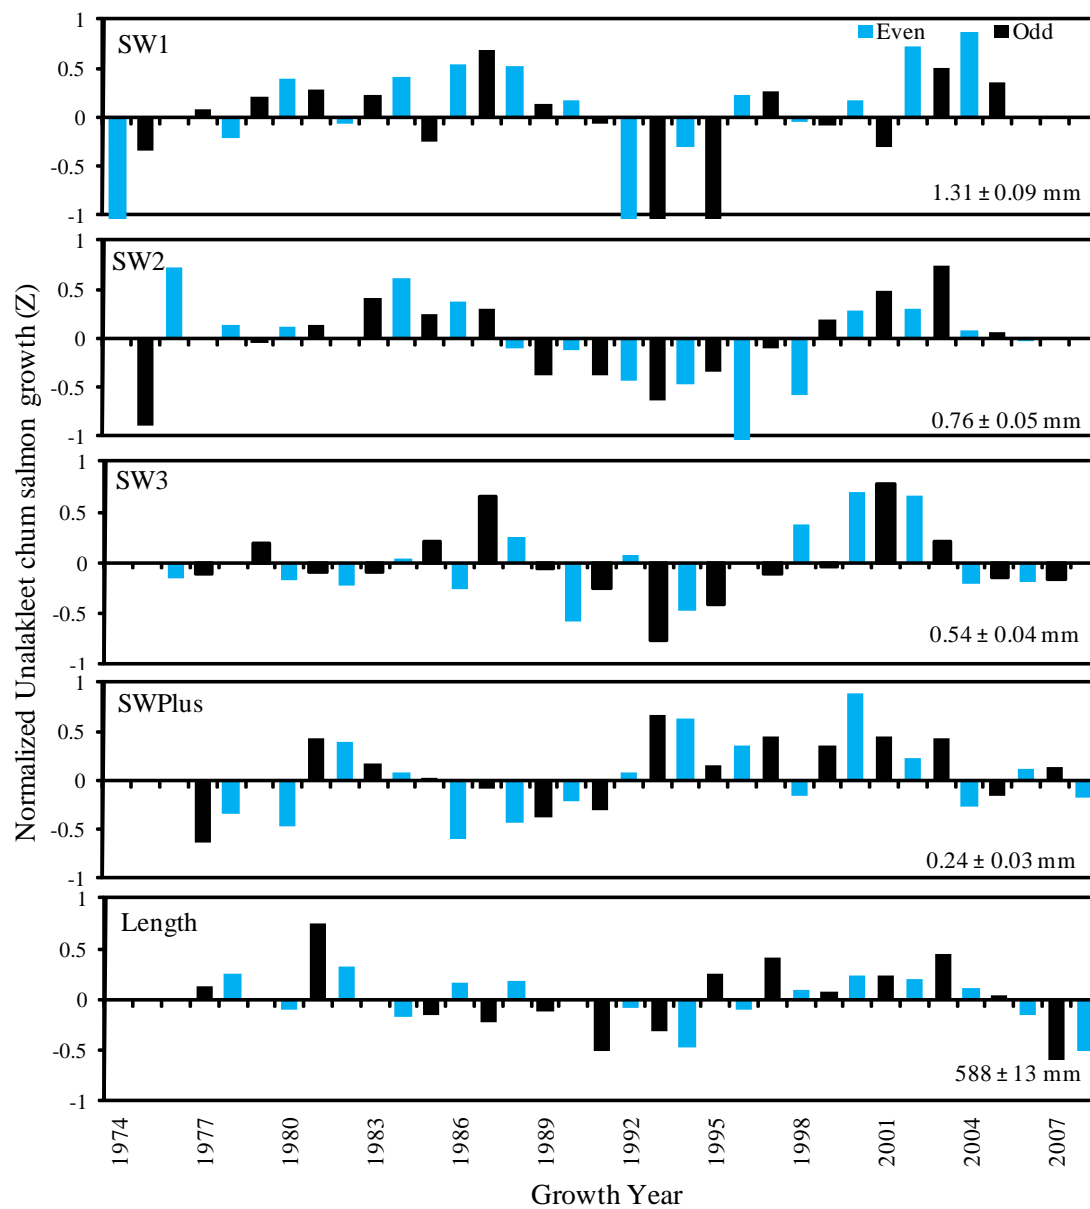 Normalized Unalakleet chum salmon growth (Z)
SW1
Even Odd
1
0.5
0
-0.5
-1
1.31 ± 0.09 mm
SW2
1
0.5
0
-0.5
-1
0.76 ± 0.05 mm
SW3
1
0.5
0
-0.5
-1
0.54 ± 0.04 mm
SWPlus
1
0.5
0
-0.5
-1
0.24 ± 0.03 mm
Length
1
0.5
0
-0.5
-1
588 ± 13 mm
1974 1977 1980 1983 1986 1989 1992 1995 1998 2001 2004 2007
Growth Year